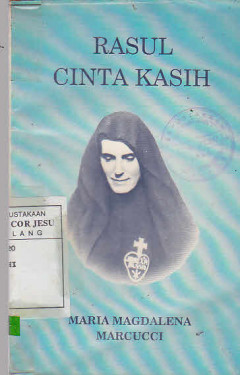 RASUL
CINTA KASIH
USTAKAAN
COR JESU
LANG
MARIA MAGDALENA
MARCUCCI